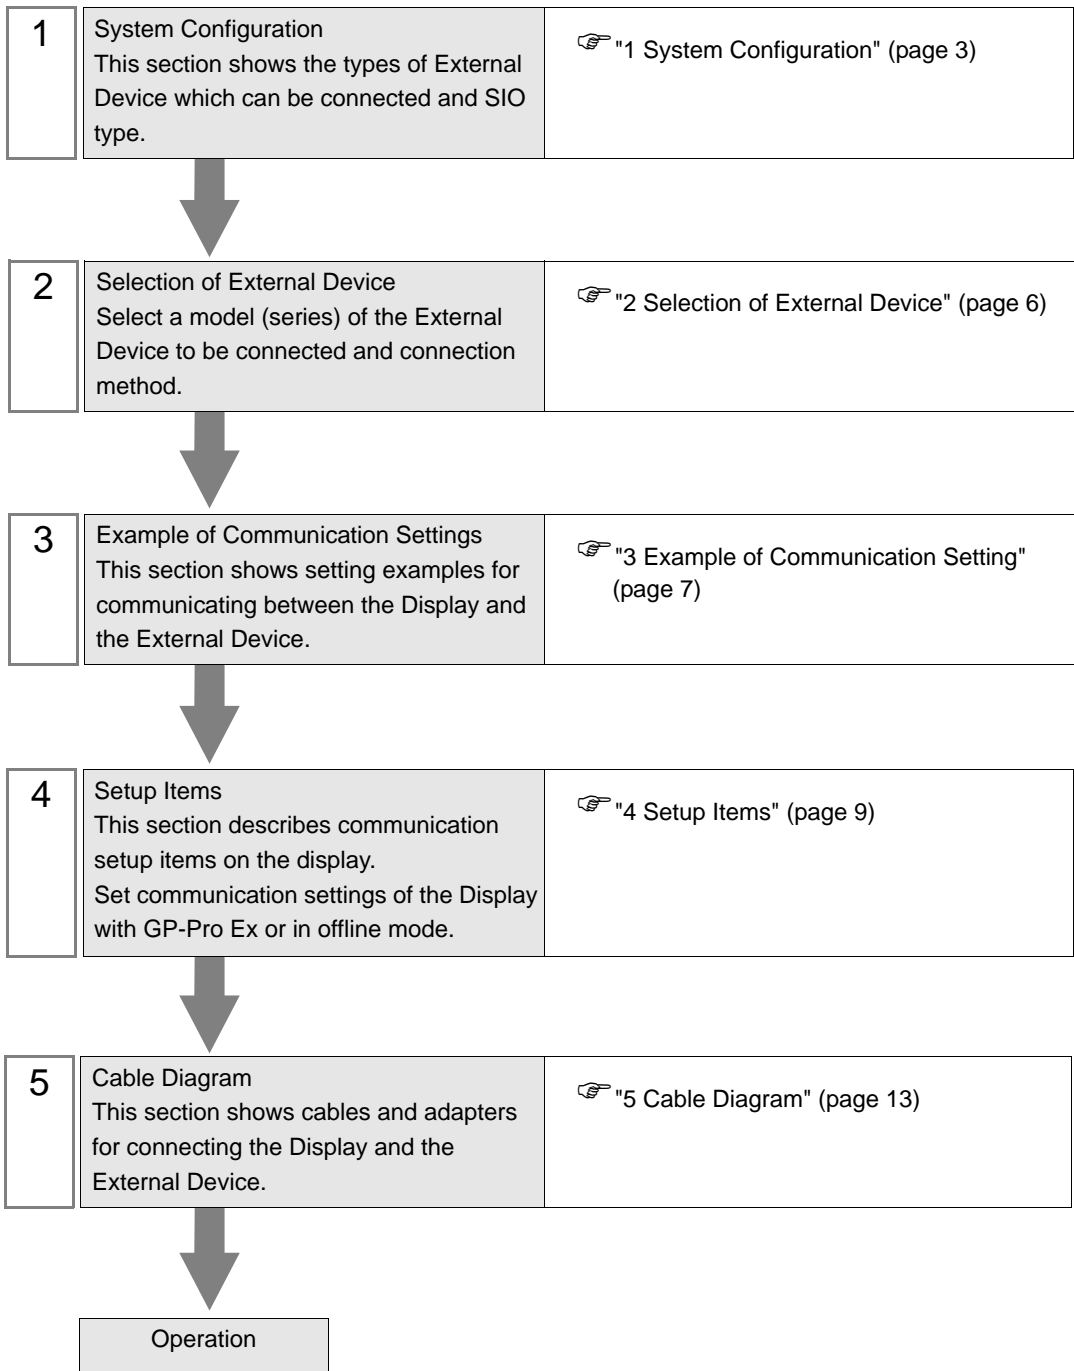 1
System Configuration
This section shows the types of External
Device which can be connected and SIO
type.
"1 System Configuration" (page 3)
2
Selection of External Device
Select a model (series) of the External
Device to be connected and connection
method.
"2 Selection of External Device" (page 6)
3
Example of Communication Settings
This section shows setting examples for
communicating between the Display and
the External Device.
"3 Example of Communication Setting"
(page 7)
4
Setup Items
This section describes communication
setup items on the display.
Set communication settings of the Display
with GP-Pro Ex or in offline mode.
"4 Setup Items" (page 9)
5
Cable Diagram
This section shows cables and adapters
for connecting the Display and the
External Device.
"5 Cable Diagram" (page 13)
Operation